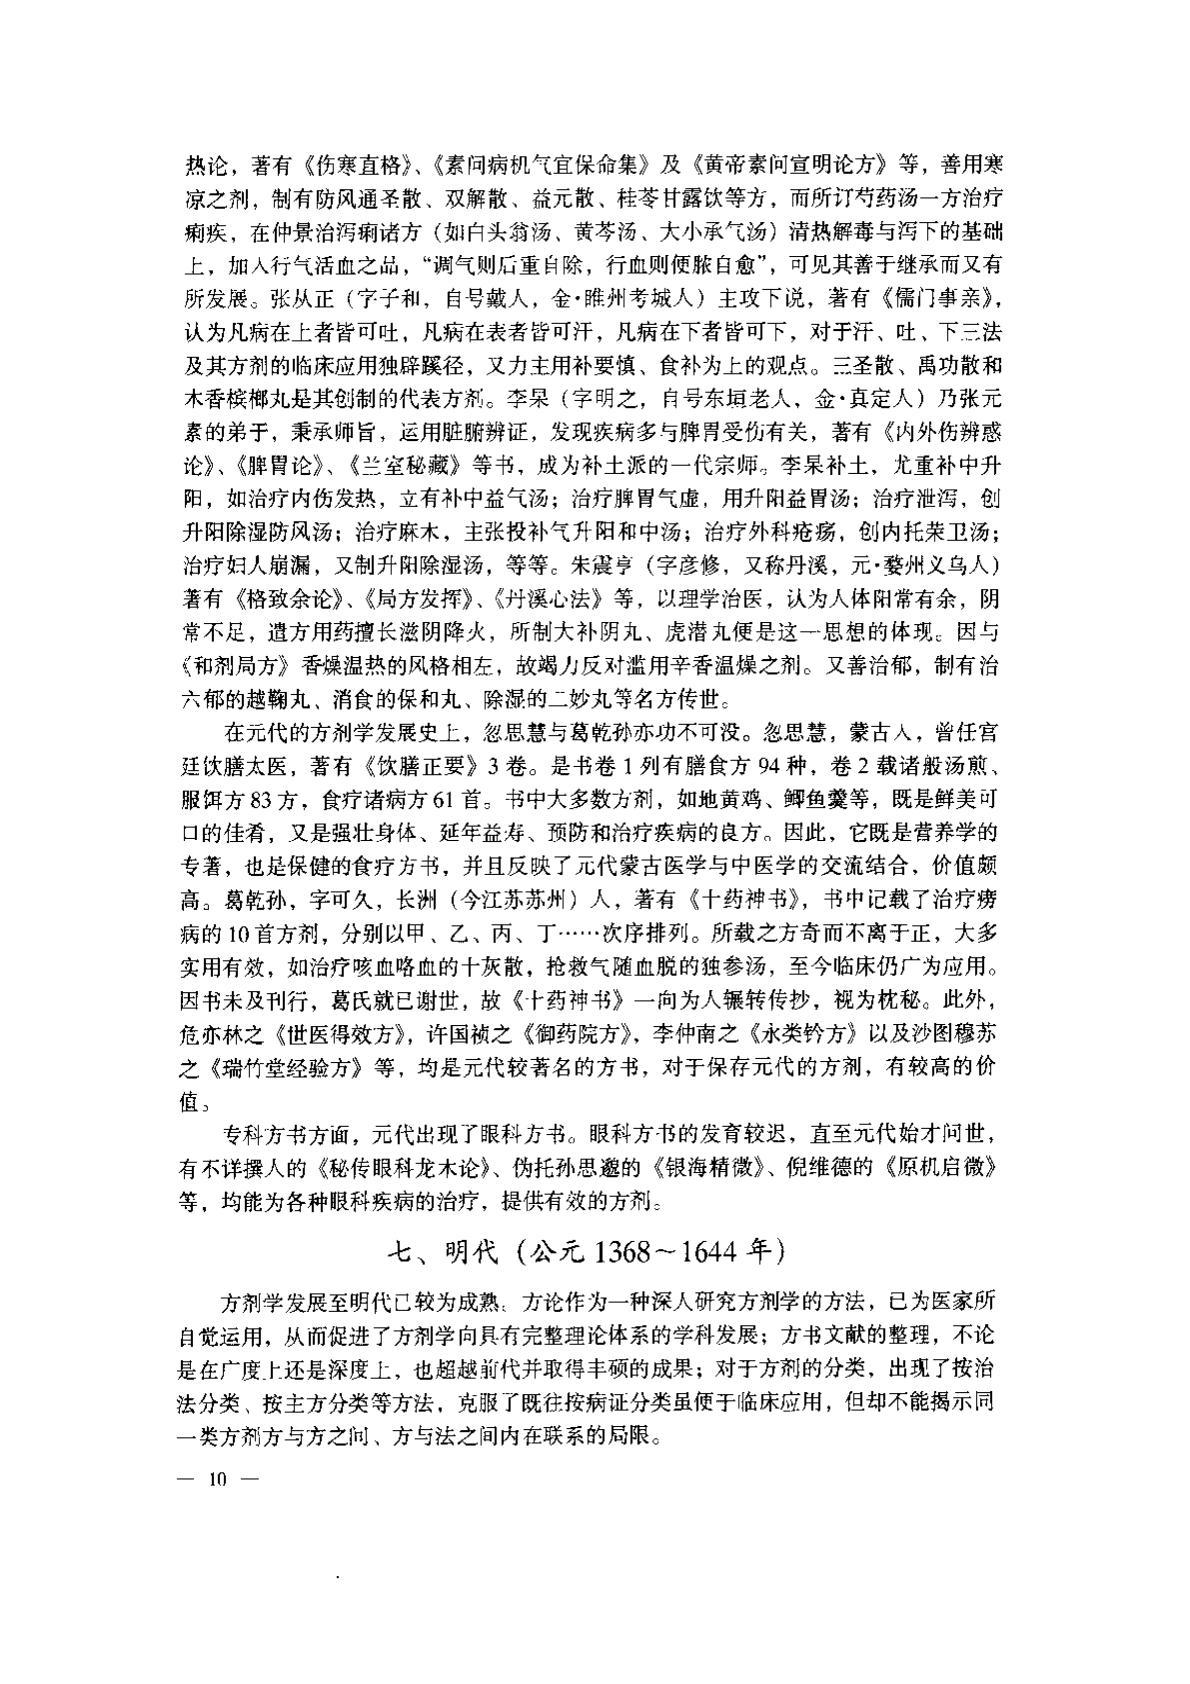 热论，著有《伤寒直格》、《素问病机气宜保命集》及《黄帝素问宣明论方》等，善用寒
凉之剂，制有防风通圣散、双解散、益元散、桂苓甘露饮等方，而所订芍药汤一方治疗
痢疾，在仲景治泻痢诸方（如白头翁汤、黄芩汤、大小承气汤）清热解毒与泻下的基础
上，加入行气活血之品，“调气则后重自除，行血则便脓自愈”，可见其善于继承而又有
所发展。张从正（字子和，自号戴人，金·睢州考城人）主攻下说，著有《儒门事亲》，
认为凡病在上者皆可吐，凡病在表者皆可汗，凡病在下者皆可下，对于汗、吐、下三法
及其方剂的临床应用独辟蹊径，又力主用补要慎、食补为上的观点。三圣散、禹功散和
木香槟榔丸是其创制的代表方剂。李杲（字明之，自号东垣老人，金·真定人）乃张元
素的弟子，秉承师旨，运用脏腑辨证，发现疾病多与脾胃受伤有关，著有《内外伤辨惑
论》、《脾胃论》、《兰室秘藏》等书，成为补土派的一代宗师。李杲补土，尤重补中升
阳，如治疗内伤发热，立有补中益气汤；治疗脾胃气虚，用升阳益胃汤；治疗泄泻，创
升阳除湿防风汤；治疗麻木，主张投补气升阳和中汤；治疗外科疮疡，创内托荣卫汤；
治疗妇人崩漏，又制升阳除湿汤，等等。朱震亨（字彦修，又称丹溪，元·婺州义乌人）
著有《格致余论》、《局方发挥》、《丹溪心法》等，以理学治医，认为人体阳常有余，阴
常不足，遣方用药擅长滋阴降火，所制大补阴丸、虎潜丸便是这一思想的体现。因与
《和剂局方》香燥温热的风格相左，故竭力反对滥用辛香温燥之剂。又善治郁，制有治
六郁的越鞠丸、消食的保和丸、除湿的二妙丸等名方传世。
在元代的方剂学发展史上，忽思慧与葛乾孙亦功不可没。忽思慧，蒙古人，曾任宫
廷饮膳太医，著有《饮膳正要》3 卷。是书卷 1 列有膳食方 94 种，卷 2 载诸般汤煎、
服饵方 83 方，食疗诸病方 61 首。书中大多数方剂，如地黄鸡、鲫鱼羹等，既是鲜美可
口的佳肴，又是强壮身体、延年益寿、预防和治疗疾病的良方。因此，它既是营养学的
专著，也是保健的食疗方书，并且反映了元代蒙古医学与中医学的交流结合，价值颇
高。葛乾孙，字可久，长洲（今江苏苏州）人，著有《十药神书》，书中记载了治疗痨
病的 10 首方剂，分别以甲、乙、丙、丁……次序排列。所载之方奇而不离于正，大多
实用有效，如治疗咳血咯血的十灰散，抢救气随血脱的独参汤，至今临床仍广为应用。
因书未及刊行，葛氏就已谢世，故《十药神书》一向为人辗转传抄，视为枕秘。此外，
危亦林之《世医得效方》，许国祯之《御药院方》，李仲南之《永类钤方》以及沙图穆苏
之《瑞竹堂经验方》等，均是元代较著名的方书，对于保存元代的方剂，有较高的价
值。
专科方书方面，元代出现了眼科方书。眼科方书的发育较迟，直至元代始才问世，
有不详撰人的《秘传眼科龙木论》、伪托孙思邈的《银海精微》、倪维德的《原机启微》
等，均能为各种眼科疾病的治疗，提供有效的方剂。
七、明代（公元 1368～1644 年）
方剂学发展至明代已较为成熟。方论作为一种深入研究方剂学的方法，已为医家所
自觉运用，从而促进了方剂学向具有完整理论体系的学科发展；方书文献的整理，不论
是在广度上还是深度上，也超越前代并取得丰硕的成果；对于方剂的分类，出现了按治
法分类、按主方分类等方法，克服了既往按病证分类虽便于临床应用，但却不能揭示同
一类方剂方与方之间、方与法之间内在联系的局限。
— 10 —